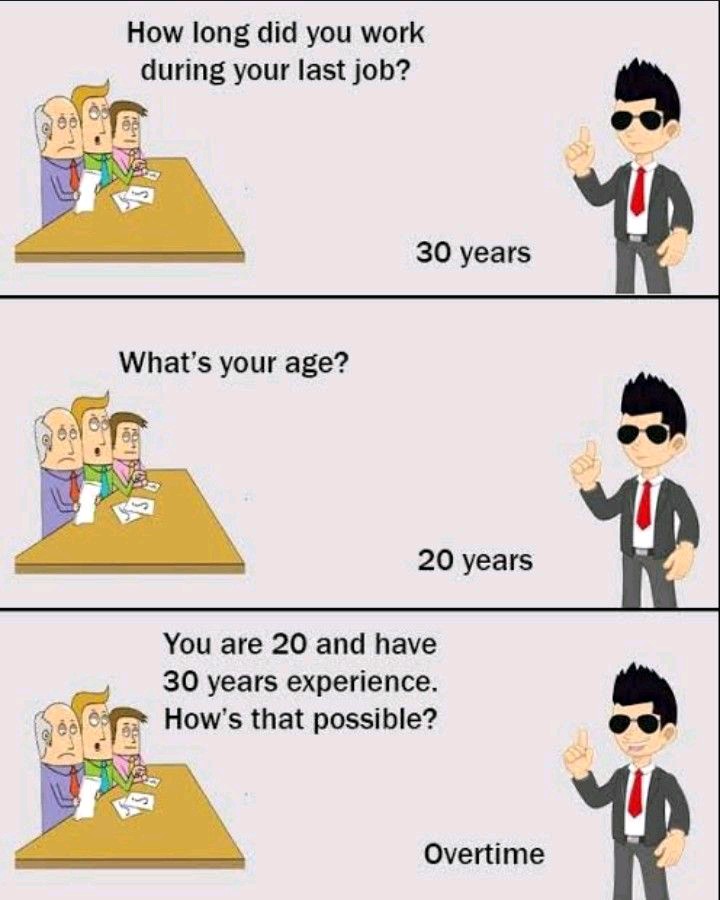 How long did you work
during your last job?
30 years
What's your age?
20 years
You are 20 and have
30 years experience.
How's that possible?
Overtime